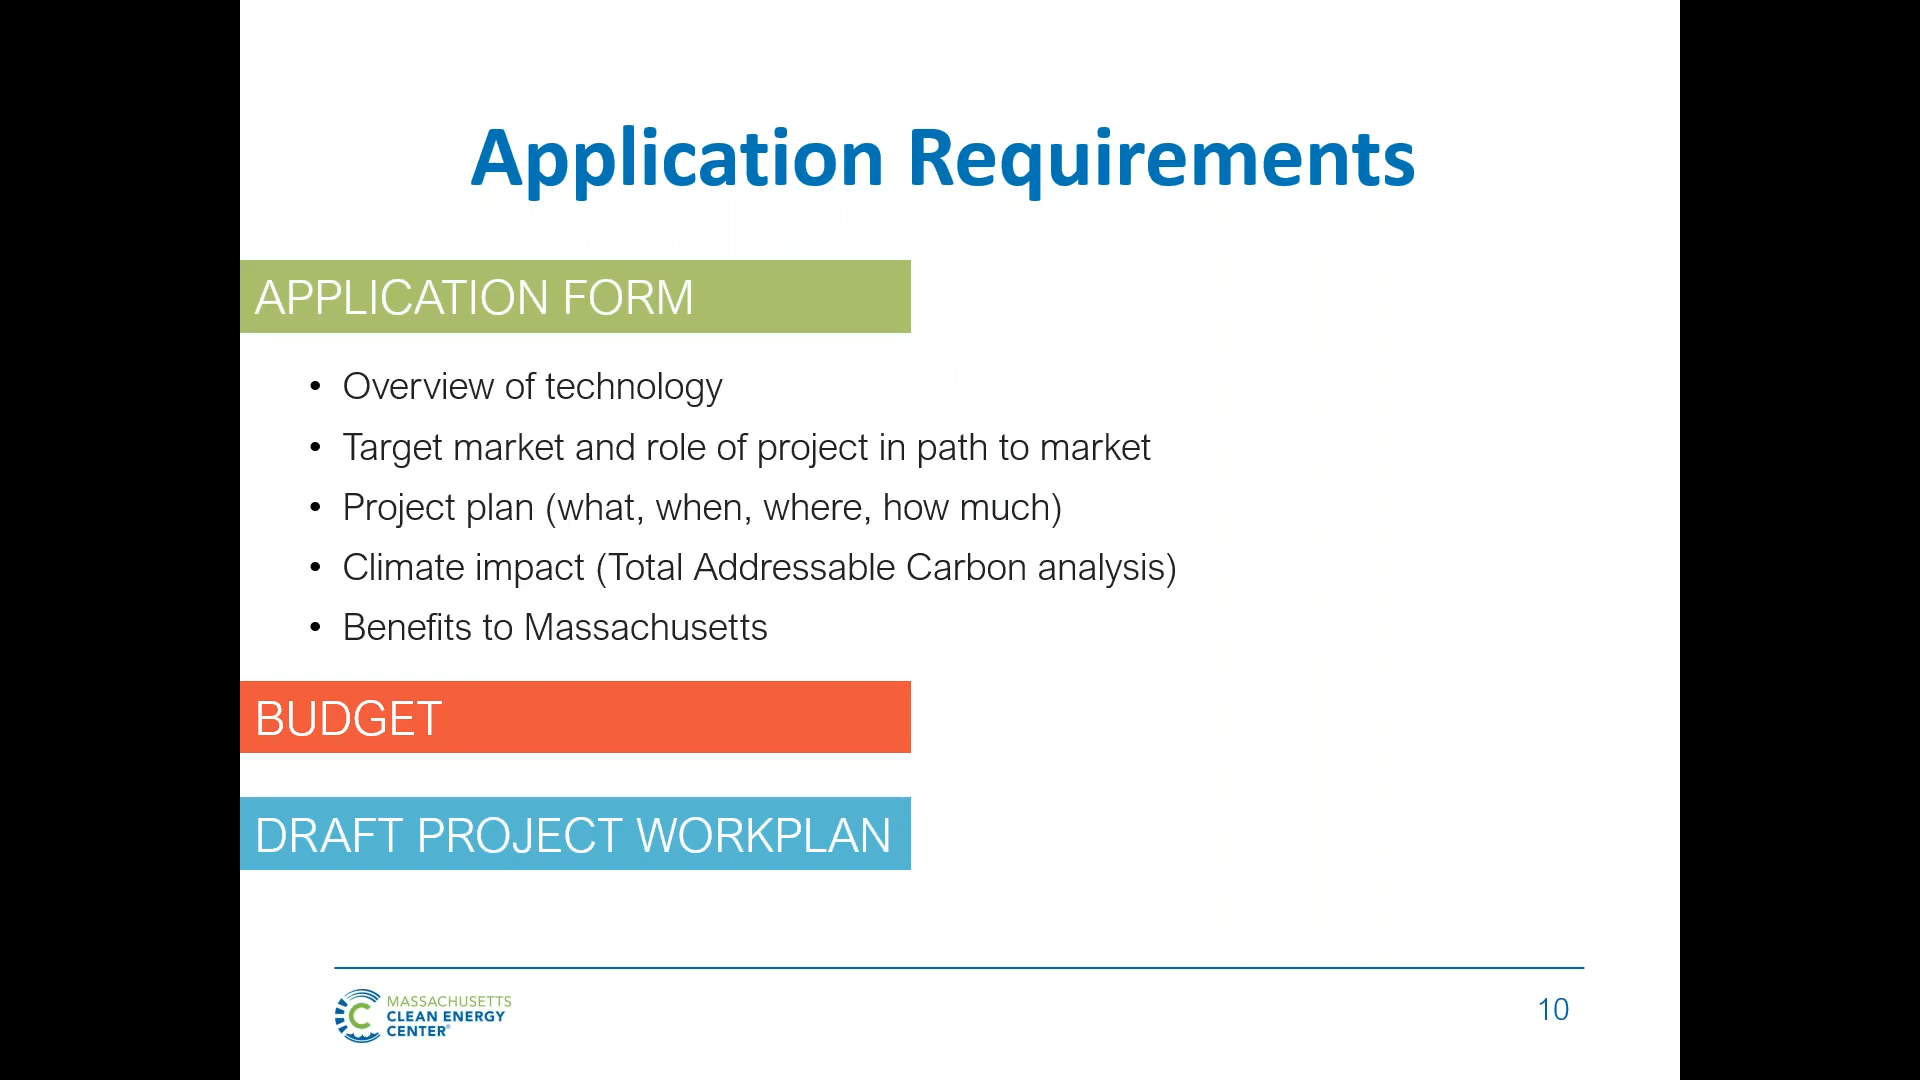 Application Requirements
APPLICATION FORM
• Overview of technology
• Target market and role of project in path to market
• Project plan (what, when, where, how much)
• Climate impact (Total Addressable Carbon analysis)
• Benefits to Massachusetts
BUDGET
DRAFT PROJECT WORKPLAN
MASSACHUSETTS
CLEAN ENERGY
CENTER®
10